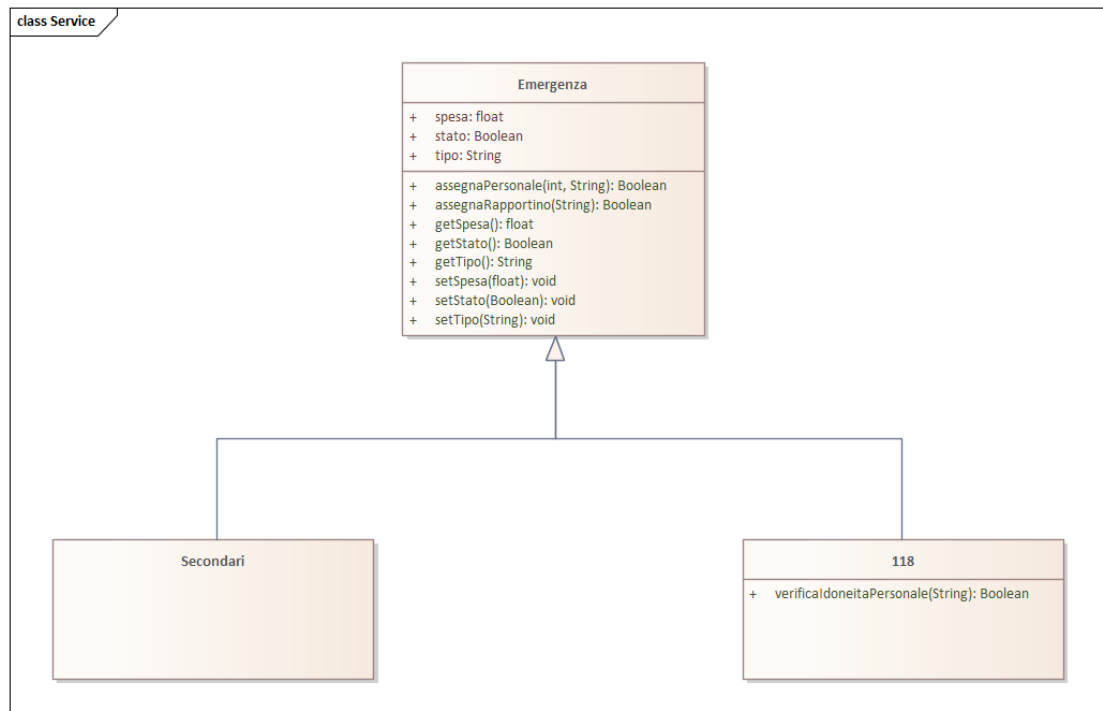 class Service
Emergenza
+ spesa: float
+ stato: Boolean
+ tipo: String
+ assegnaPersonale(int, String): Boolean
+ assegnaRapportino(String): Boolean
+ getSpesa(): float
+ getStato(): Boolean
+ getTipo(): String
+ setSpesa(float): void
+ setStato(Boolean): void
+ setTipo(String): void
Secondari
118
+ verificaIdoneitaPersonale(String): Boolean